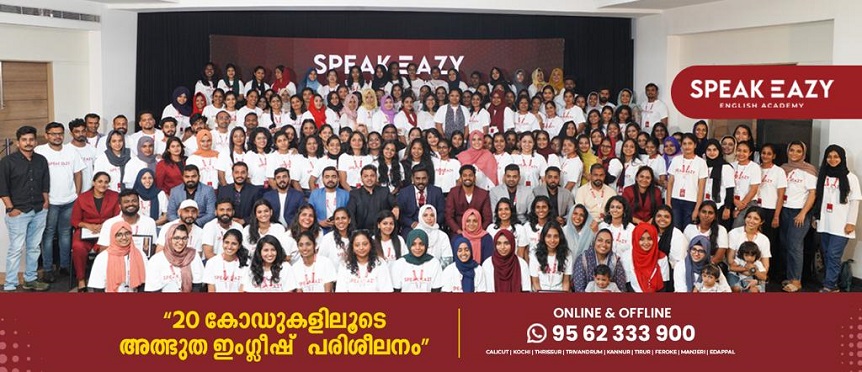 SPEAK EAZY
SPEAK EAZY
ENGLISH ACADEMY
"20 കോഡുകളിലൂടെ
അത്ഭുത ഇംഗ്ലീഷ് പരിശീലനം"
ONLINE & OFFLINE
95 62 333 900
CALICUT | KOCHI | THRISSUR | TRIVANDRUM | KANNUR | TIRUR | FEROKE | MANJERI | EDAPPAL